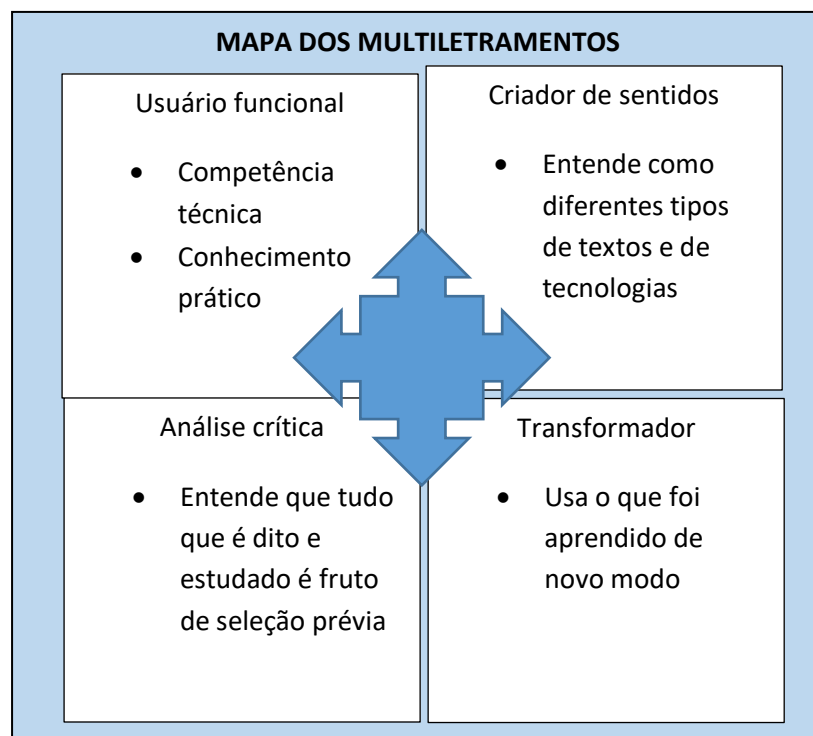 MAPA DOS MULTILETRAMENTOS
Usuário funcional
• Competência
técnica
• Conhecimento
prático
Criador de sentidos
• Entende como
diferentes tipos
de textos e de
tecnologias
Análise crítica
• Entende que tudo
que é dito e
estudado é fruto
de seleção prévia
Transformador
• Usa o que foi
aprendido de
novo modo